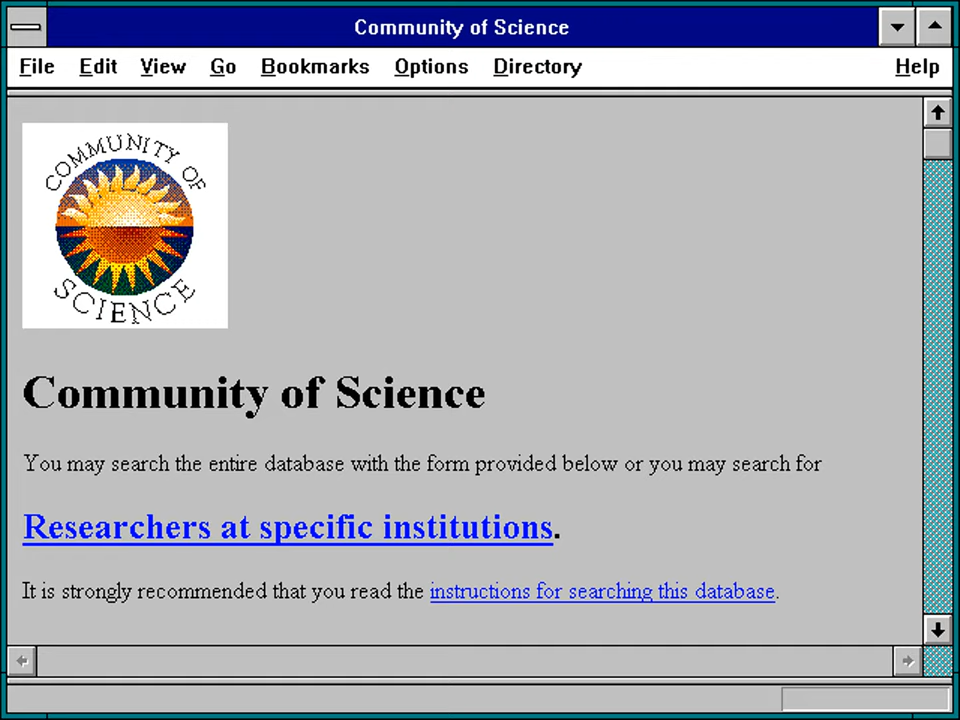 Community of Science
File Edit View Go Bookmarks Options Directory Help
COMMUNITY OF
SCIENCE
Community of Science
You may search the entire database with the form provided below or you may search for
Researchers at specific institutions.
It is strongly recommended that you read the instructions for searching this database.